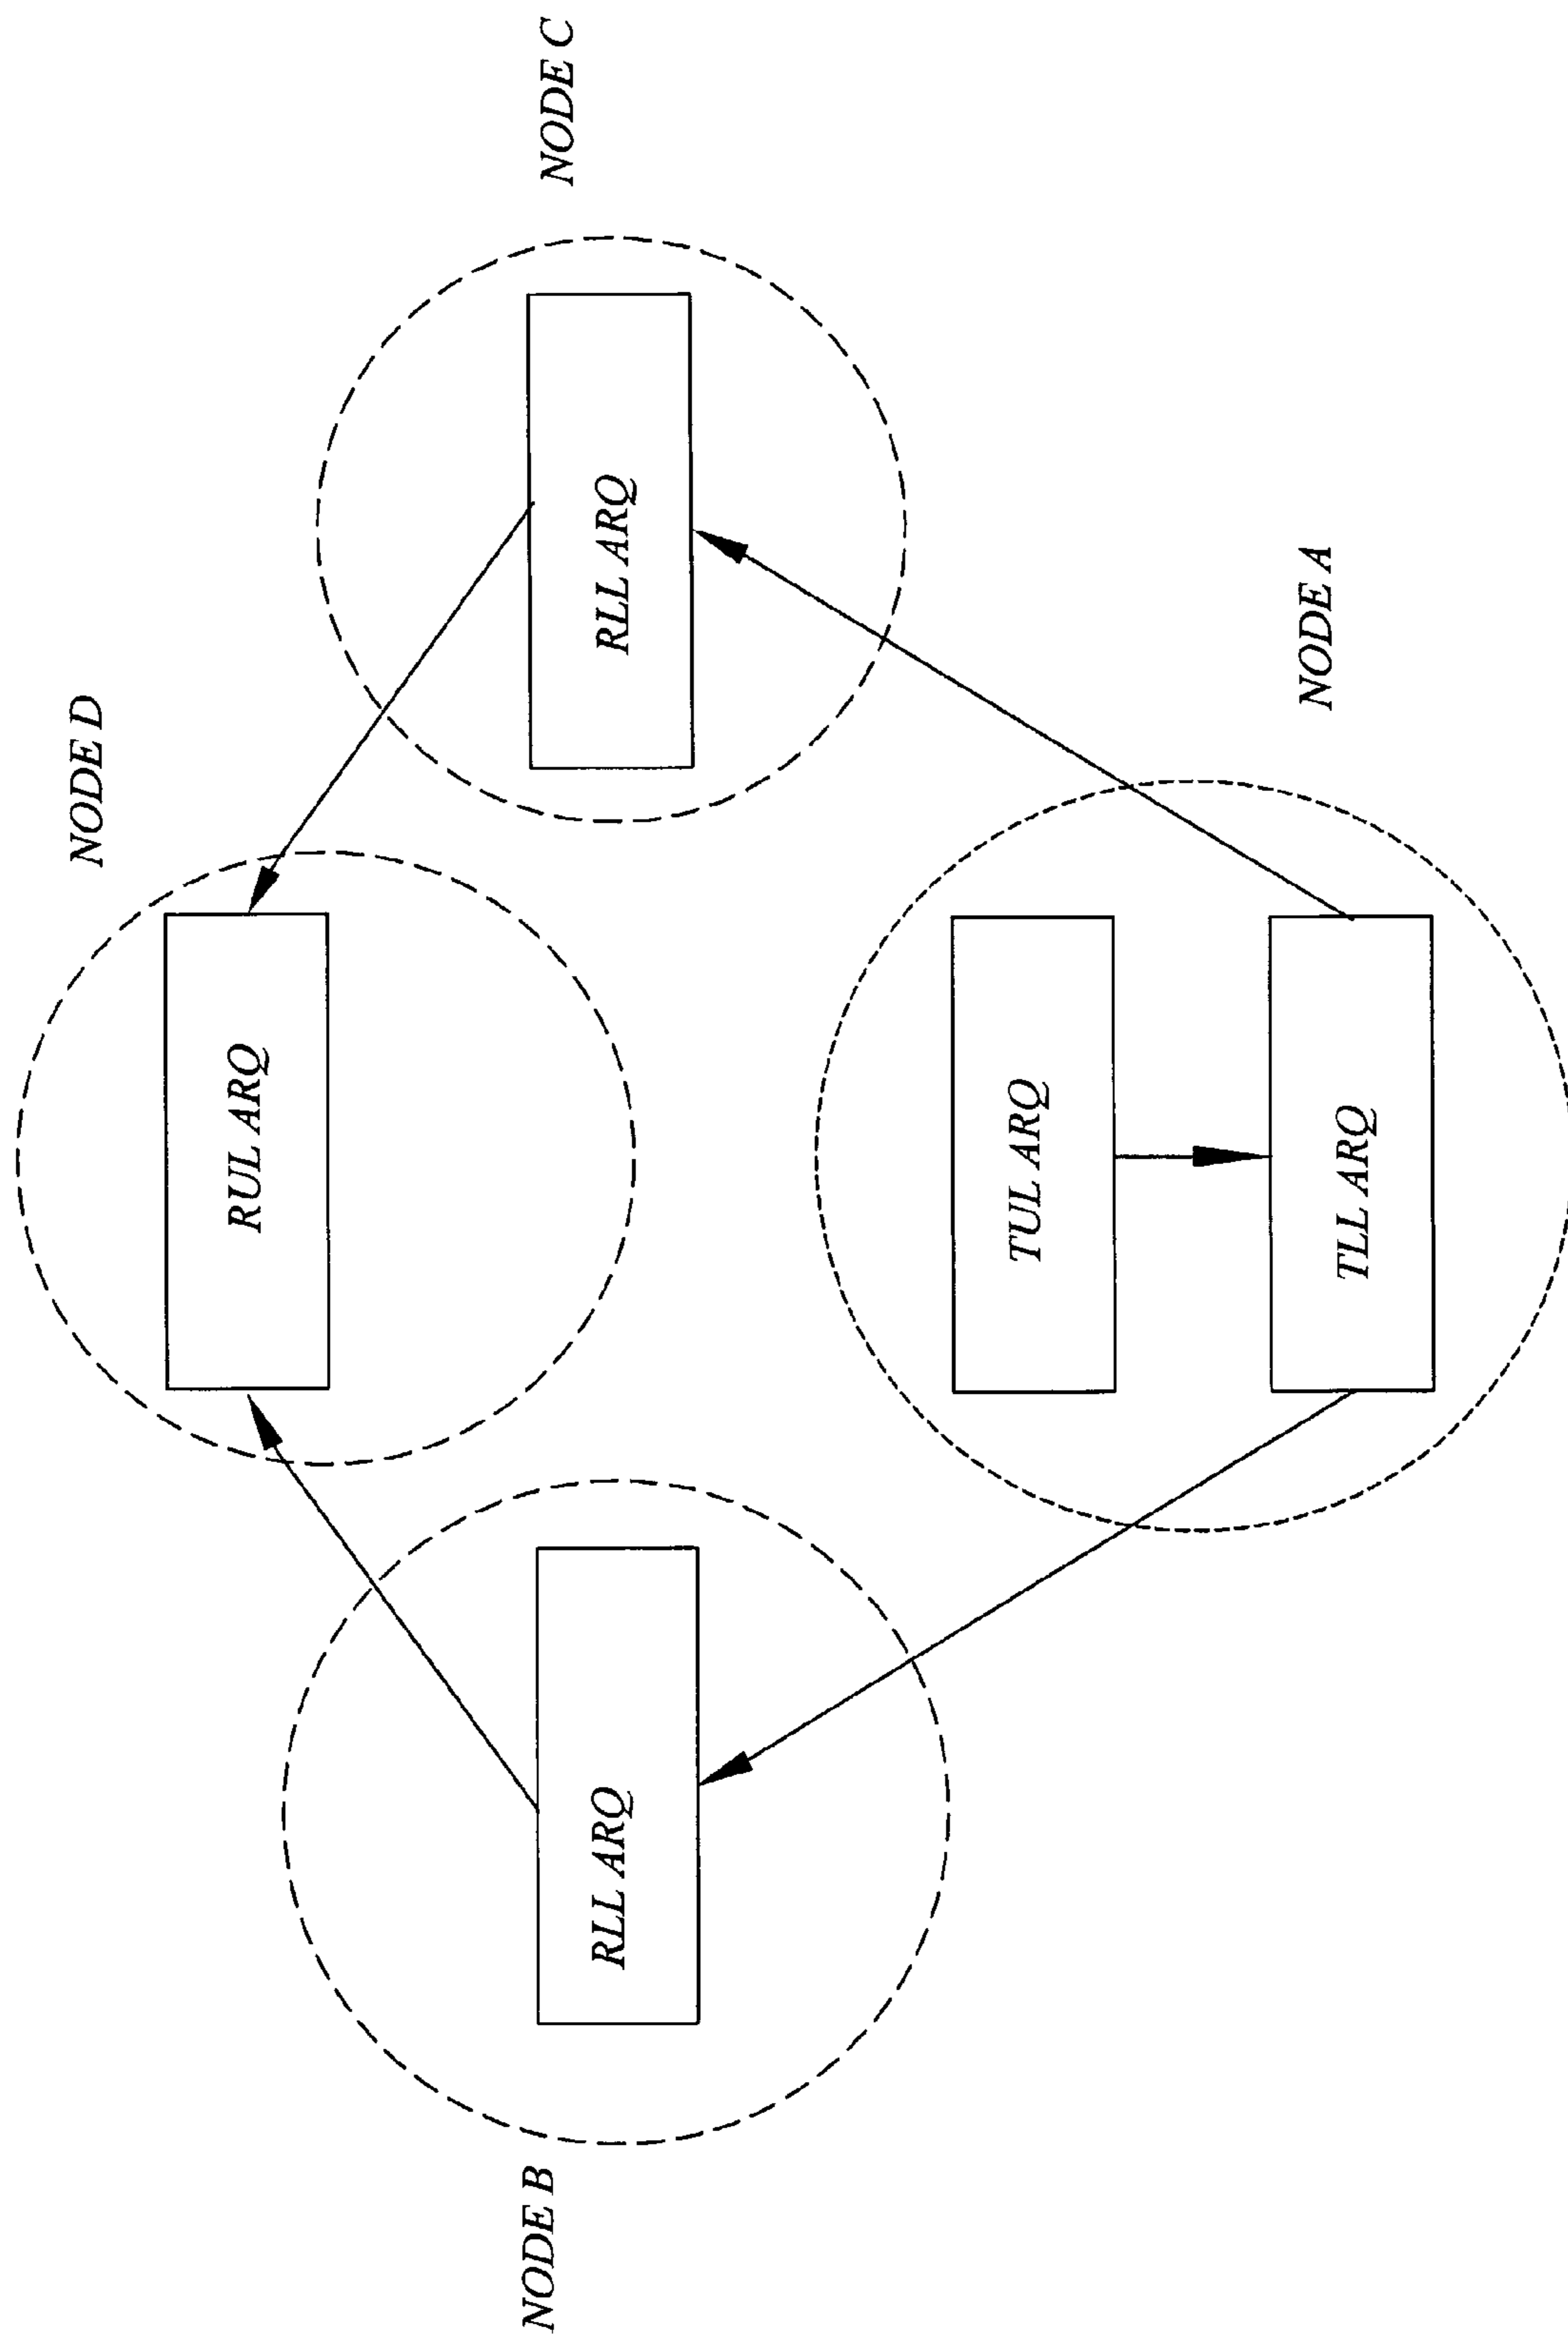 NODE D
RUL ARQ
NODE B
RLL ARQ
NODE C
RLL ARQ
NODE A
TUL ARQ
TLL ARQ